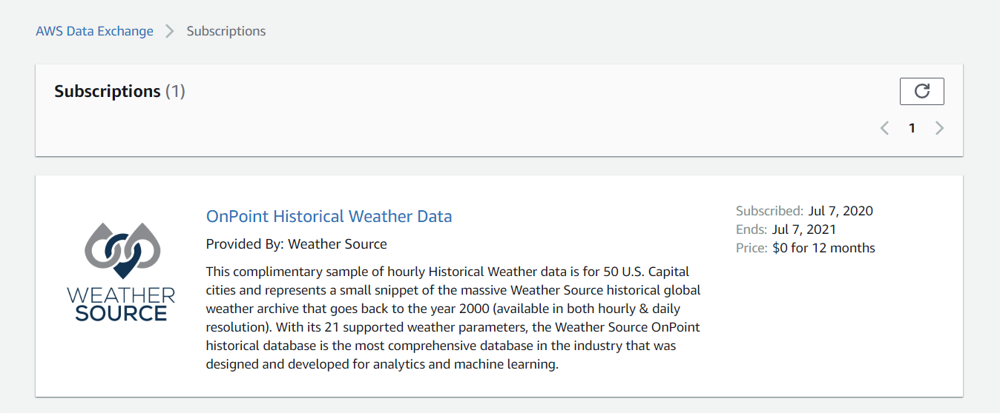 AWS Data Exchange > Subscriptions
Subscriptions (1)
1
WEATHER
SOURCE
OnPoint Historical Weather Data
Provided By: Weather Source
This complimentary sample of hourly Historical Weather data is for 50 U.S. Capital
cities and represents a small snippet of the massive Weather Source historical global
weather archive that goes back to the year 2000 (available in both hourly & daily
resolution). With its 21 supported weather parameters, the Weather Source OnPoint
historical database is the most comprehensive database in the industry that was
designed and developed for analytics and machine learning.
Subscribed: Jul 7, 2020
Ends: Jul 7, 2021
Price: $0 for 12 months